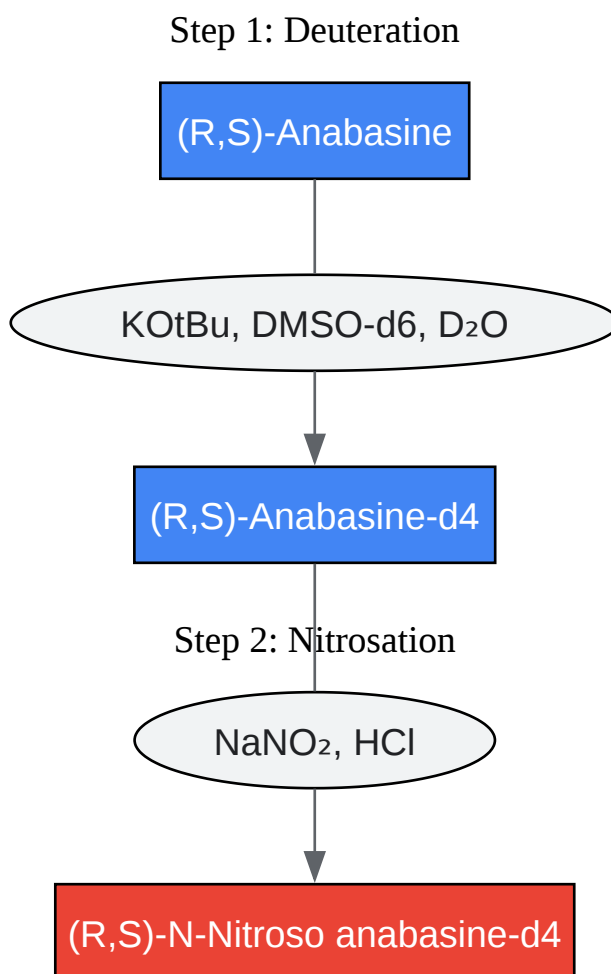 Step 1: Deuteration
(R,S)-Anabasine
KOtBu, DMSO-d6, D₂O
(R,S)-Anabasine-d4
Step 2: Nitrosation
NaNO₂, HCl
(R,S)-N-Nitroso anabasine-d4